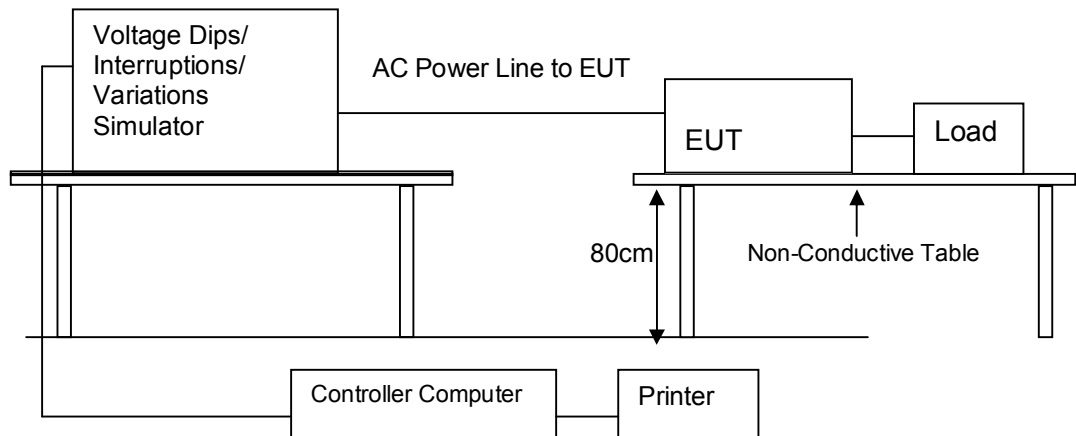 Voltage Dips/
Interruptions/
Variations
Simulator
AC Power Line to EUT
EUT
Load
80cm
Non-Conductive Table
Controller Computer
Printer